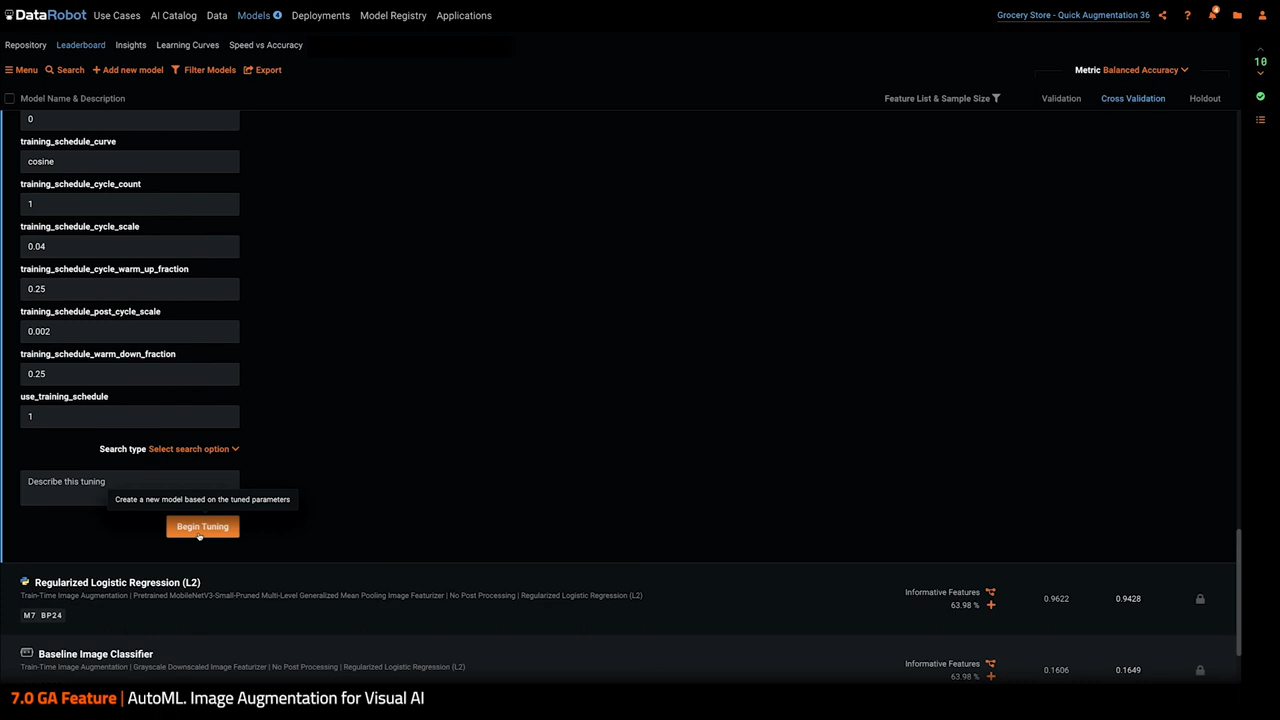 DataRobot Use Cases AI Catalog Data Models 4 Deployments Model Registry Applications Grocery Store - Quick Augmentation 36 ? 4
Repository Leaderboard Insights Learning Curves Speed vs Accuracy
Menu Search + Add new model Filter Models Export Metric Balanced Accuracy 10
Model Name & Description Feature List & Sample Size Validation Cross Validation Holdout
0
training_schedule_curve
cosine
training_schedule_cycle_count
1
training_schedule_cycle_scale
0.04
training_schedule_cycle_warm_up_fraction
0.25
training_schedule_post_cycle_scale
0.002
training_schedule_warm_down_fraction
0.25
use_training_schedule
1
Search type Select search option
Describe this tuning
Create a new model based on the tuned parameters
Begin Tuning
Regularized Logistic Regression (L2)
Train-Time Image Augmentation | Pretrained MobileNetV3-Small-Pruned Multi-Level Generalized Mean Pooling Image Featurizer | No Post Processing | Regularized Logistic Regression (L2)
M7 BP24
Informative Features
63.98 % +
0.9622 0.9428
Baseline Image Classifier
Train-Time Image Augmentation | Grayscale Downscaled Image Featurizer | No Post Processing | Regularized Logistic Regression (L2)
Informative Features
63.98 % +
0.1606 0.1649
7.0 GA Feature | AutoML. Image Augmentation for Visual AI